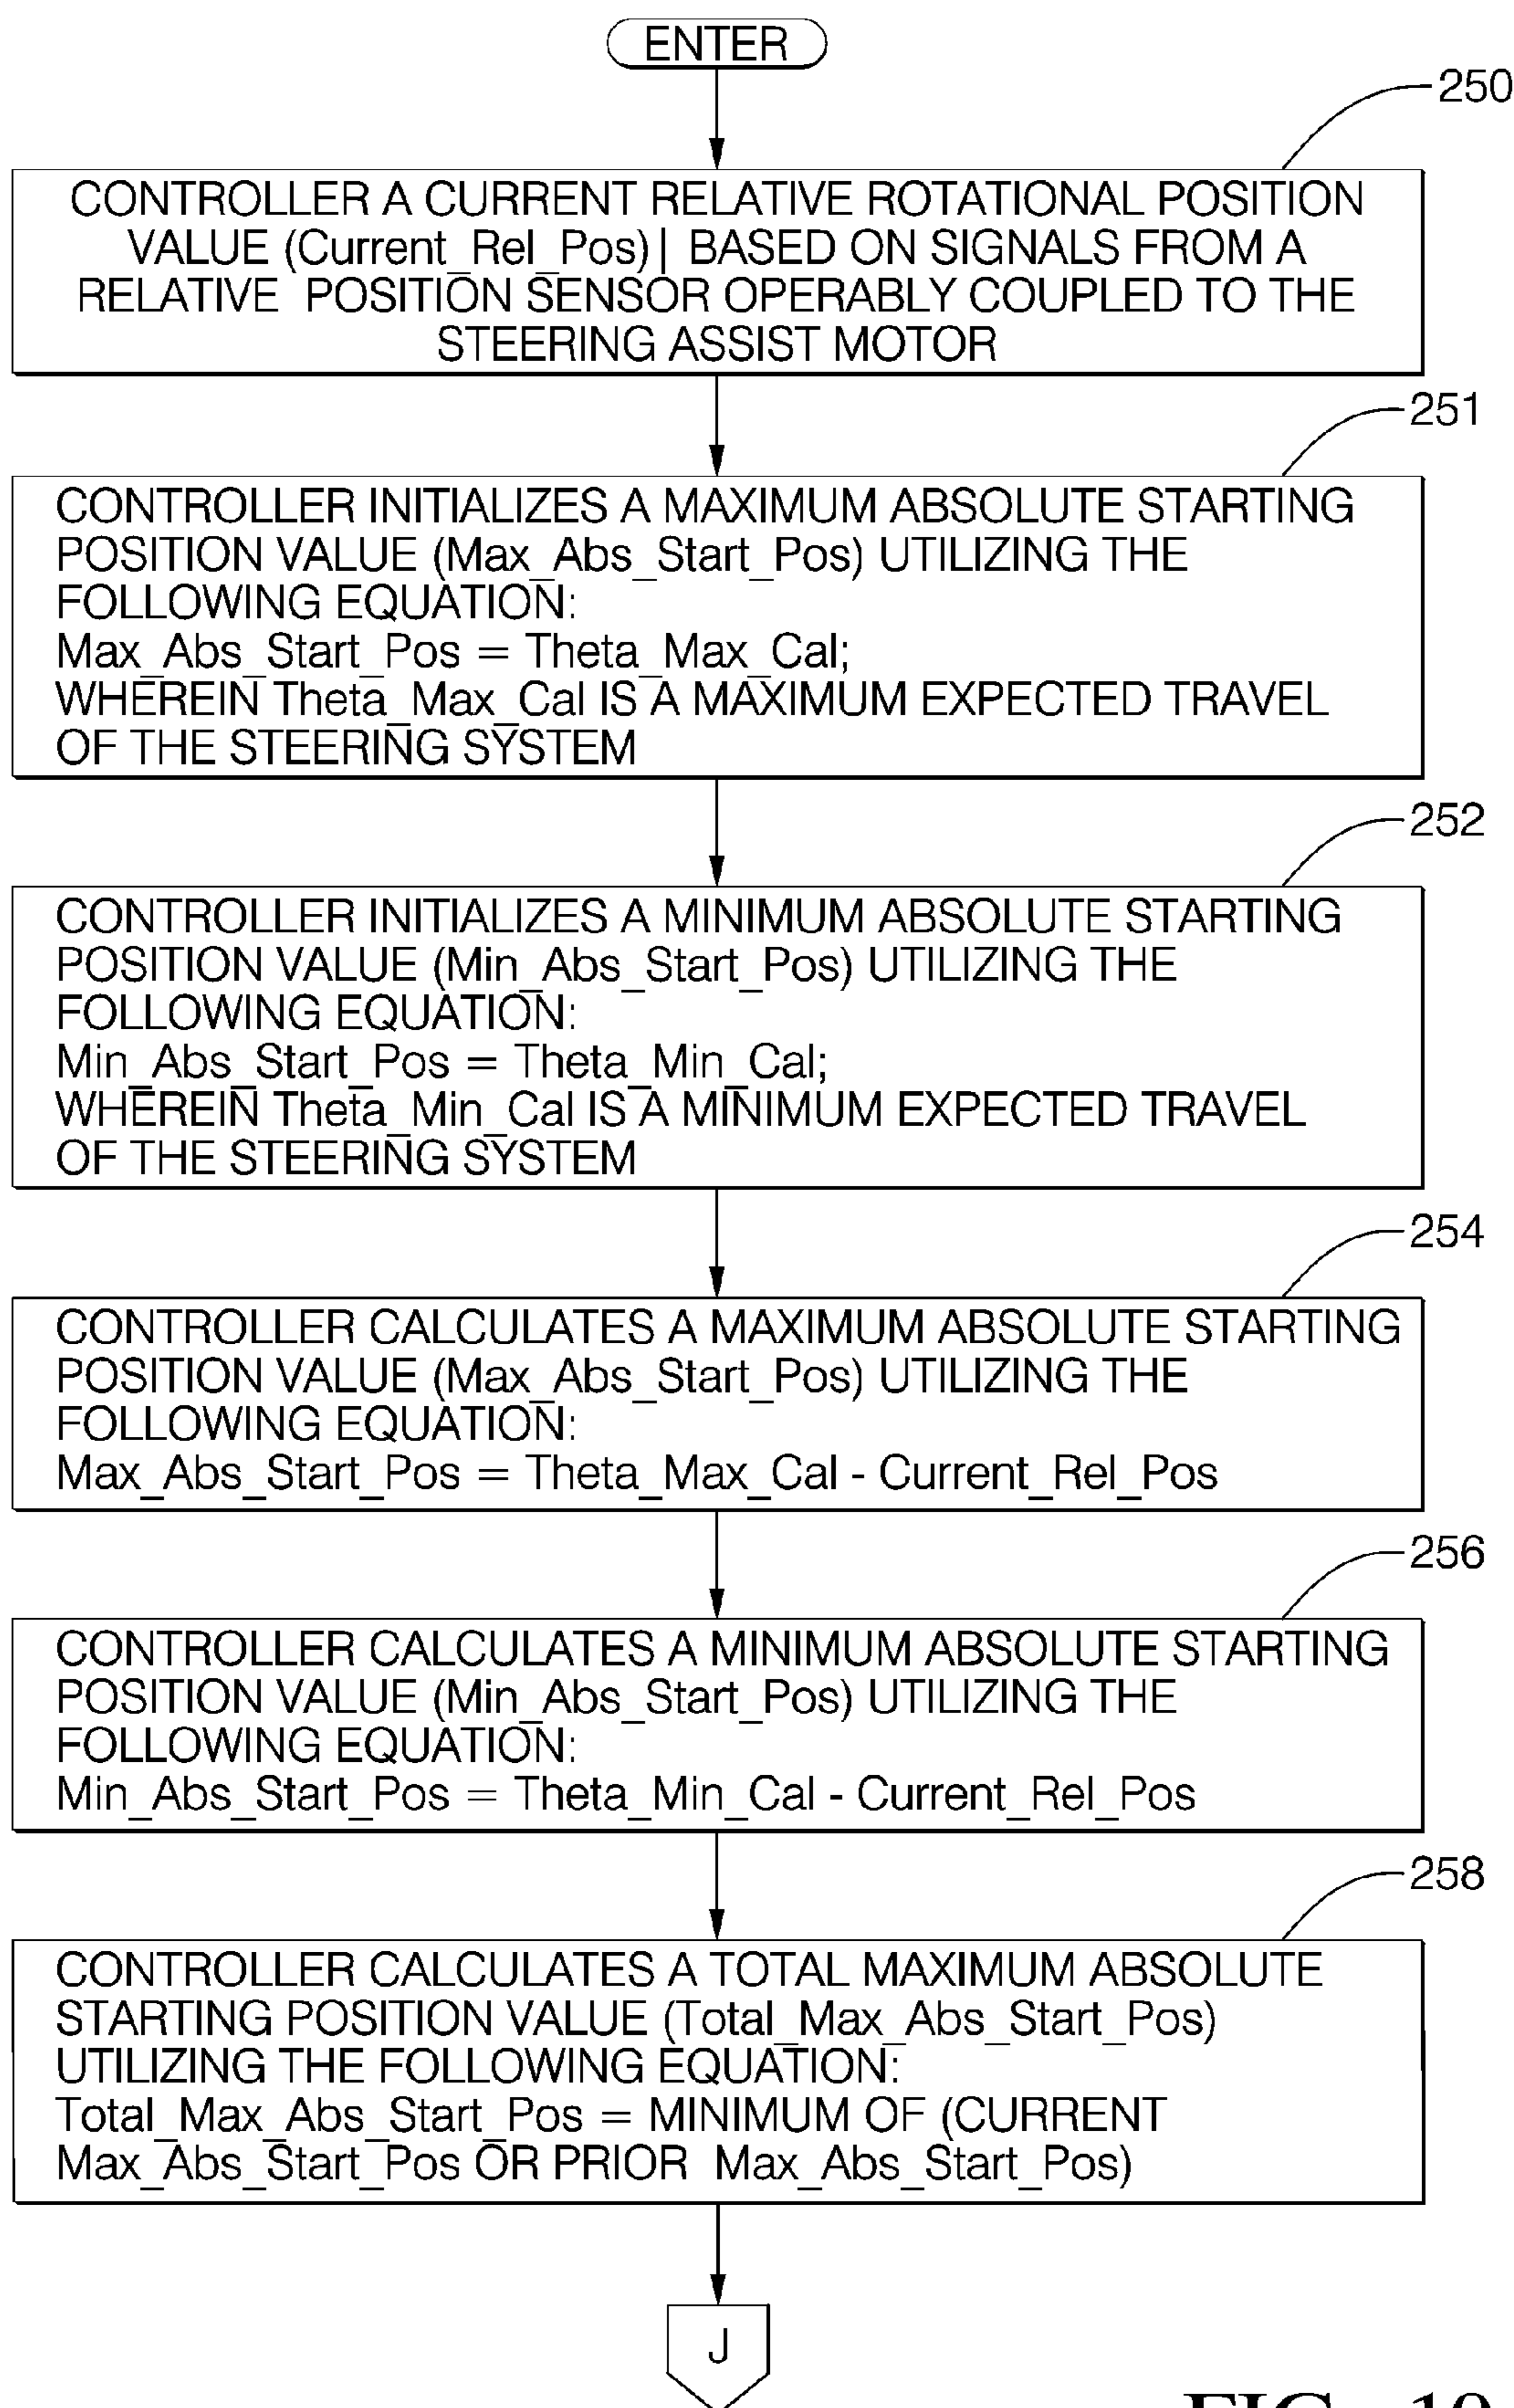 ENTER
250
CONTROLLER A CURRENT RELATIVE ROTATIONAL POSITION
VALUE (Current_Rel_Pos)| BASED ON SIGNALS FROM A
RELATIVE POSITION SENSOR OPERABLY COUPLED TO THE
STEERING ASSIST MOTOR
251
CONTROLLER INITIALIZES A MAXIMUM ABSOLUTE STARTING
POSITION VALUE (Max_Abs_Start_Pos) UTILIZING THE
FOLLOWING EQUATION:
Max_Abs_Start_Pos = Theta_Max_Cal;
WHEREIN Theta_Max_Cal IS A MAXIMUM EXPECTED TRAVEL
OF THE STEERING SYSTEM
252
CONTROLLER INITIALIZES A MINIMUM ABSOLUTE STARTING
POSITION VALUE (Min_Abs_Start_Pos) UTILIZING THE
FOLLOWING EQUATION:
Min_Abs_Start_Pos = Theta_Min_Cal;
WHEREIN Theta_Min_Cal IS A MINIMUM EXPECTED TRAVEL
OF THE STEERING SYSTEM
254
CONTROLLER CALCULATES A MAXIMUM ABSOLUTE STARTING
POSITION VALUE (Max_Abs_Start_Pos) UTILIZING THE
FOLLOWING EQUATION:
Max_Abs_Start_Pos = Theta_Max_Cal - Current_Rel_Pos
256
CONTROLLER CALCULATES A MINIMUM ABSOLUTE STARTING
POSITION VALUE (Min_Abs_Start_Pos) UTILIZING THE
FOLLOWING EQUATION:
Min_Abs_Start_Pos = Theta_Min_Cal - Current_Rel_Pos
258
CONTROLLER CALCULATES A TOTAL MAXIMUM ABSOLUTE
STARTING POSITION VALUE (Total_Max_Abs_Start_Pos)
UTILIZING THE FOLLOWING EQUATION:
Total_Max_Abs_Start_Pos = MINIMUM OF (CURRENT
Max_Abs_Start_Pos OR PRIOR Max_Abs_Start_Pos)
J